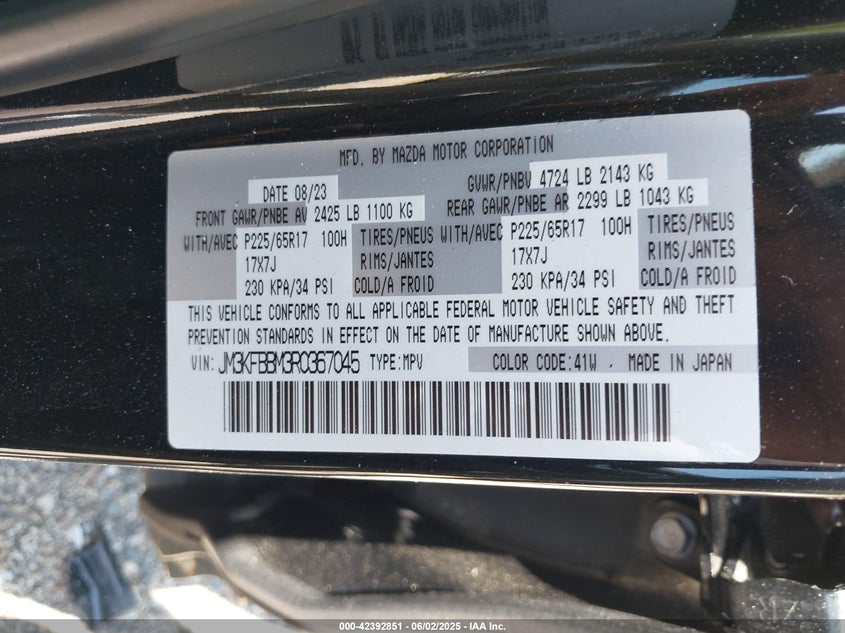 MFD. BY MAZDA MOTOR CORPORATION
DATE 08/23 GVWR/PNBV 4724 LB 2143 KG
FRONT GAWR/PNBE AV 2425 LB 1100 KG REAR GAWR/PNBE AR 2299 LB 1043 KG
WITH/AVEC P225/65R17 100H TIRES/PNEUS WITH/AVEC P225/65R17 100H TIRES/PNEUS
17X7J RIMS/JANTES 17X7J RIMS/JANTES
230 KPA/34 PSI COLD/A FROID 230 KPA/34 PSI COLD/A FROID
THIS VEHICLE CONFORMS TO ALL APPLICABLE FEDERAL MOTOR VEHICLE SAFETY AND THEFT
PREVENTION STANDARDS IN EFFECT ON THE DATE OF MANUFACTURE SHOWN ABOVE.
VIN: JM3KFBBM3R0367045 TYPE:MPV COLOR CODE:41W . MADE IN JAPAN
000-42392851 | 06/02/2025 - IAA Inc.